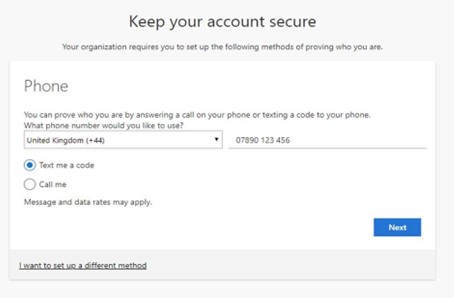 Keep your account secure
Your organization requires you to set up the following methods of proving who you are.
Phone
You can prove who you are by answering a call on your phone or texting a code to your phone.
What phone number would you like to use?
United Kingdom (+44) 07890 123 456
Text me a code
Call me
Message and data rates may apply.
Next
I want to set up a different method